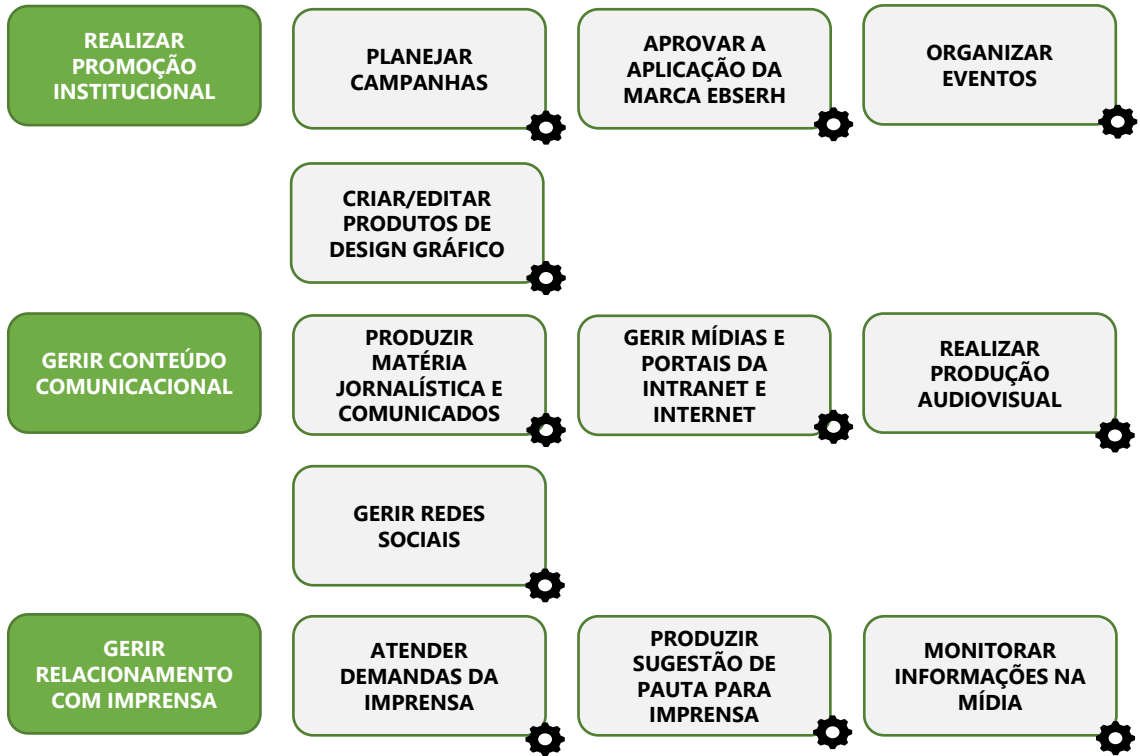 REALIZAR
PROMOÇÃO
INSTITUCIONAL
PLANEJAR
CAMPANHAS
APROVAR A
APLICAÇÃO DA
MARCA EBSERH
ORGANIZAR
EVENTOS
CRIAR/EDITAR
PRODUTOS DE
DESIGN GRÁFICO
GERIR CONTEÚDO
COMUNICACIONAL
PRODUZIR
MATÉRIA
JORNALÍSTICA E
COMUNICADOS
GERIR MÍDIAS E
PORTAIS DA
INTRANET E
INTERNET
REALIZAR
PRODUÇÃO
AUDIOVISUAL
GERIR REDES
SOCIAIS
GERIR
RELACIONAMENTO
COM IMPRENSA
ATENDER
DEMANDAS DA
IMPRENSA
PRODUZIR
SUGESTÃO DE
PAUTA PARA
IMPRENSA
MONITORAR
INFORMAÇÕES NA
MÍDIA